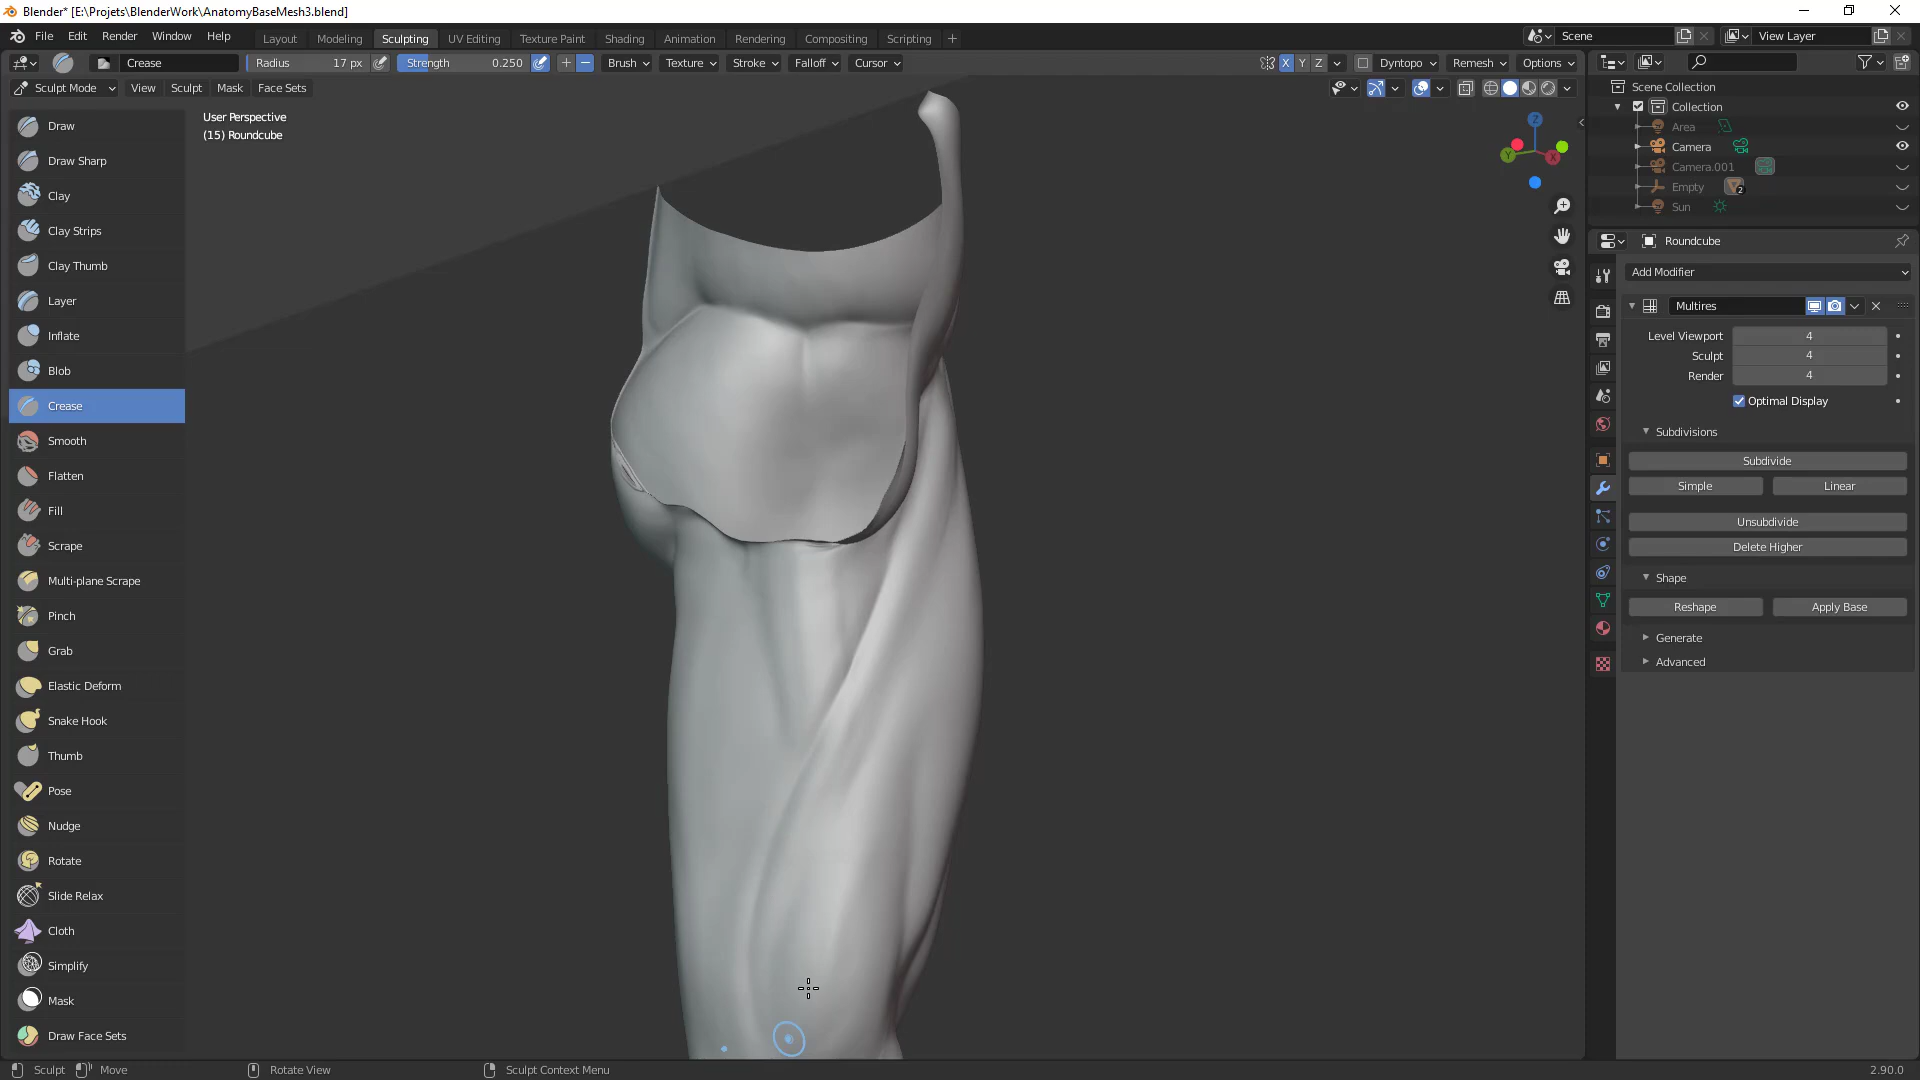 Blender* [E:\Projets\BlenderWork\AnatomyBaseMesh3.blend]
File Edit Render Window Help Layout Modeling Sculpting UV Editing Texture Paint Shading Animation Rendering Compositing Scripting + Scene View Layer
Crease Radius 17 px Strength 0.250 + − Brush Texture Stroke Falloff Cursor X Y Z Dyntopo Remesh Options
Sculpt Mode View Sculpt Mask Face Sets
User Perspective
(15) Roundcube
Draw
Draw Sharp
Clay
Clay Strips
Clay Thumb
Layer
Inflate
Blob
Crease
Smooth
Flatten
Fill
Scrape
Multi-plane Scrape
Pinch
Grab
Elastic Deform
Snake Hook
Thumb
Pose
Nudge
Rotate
Slide Relax
Cloth
Simplify
Mask
Draw Face Sets
Z
Y X
Scene Collection
Collection
Area
Camera
Camera.001
Empty 2
Sun
Roundcube
Add Modifier
Multires
Level Viewport 4
Sculpt 4
Render 4
Optimal Display
Subdivisions
Subdivide
Simple Linear
Unsubdivide
Delete Higher
Shape
Reshape Apply Base
Generate
Advanced
Sculpt Move Rotate View Sculpt Context Menu 2.90.0